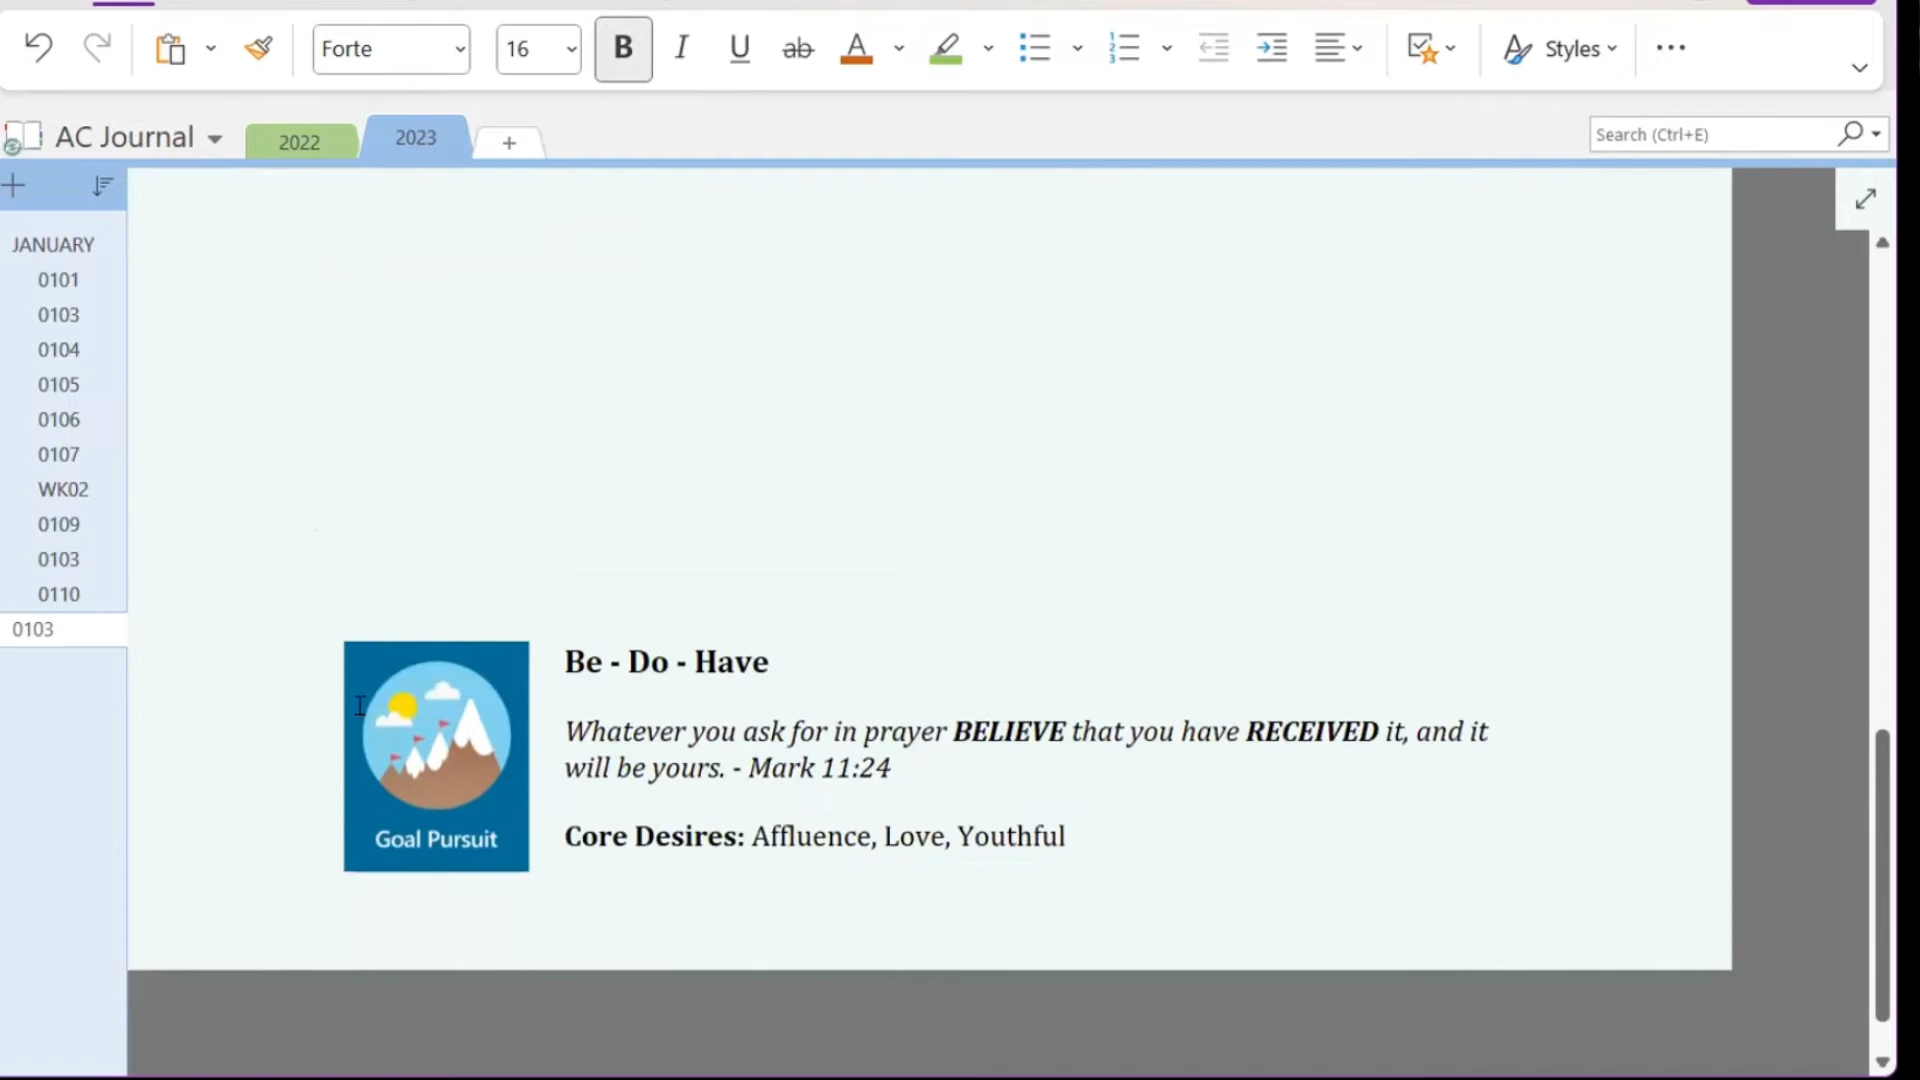 Forte
16
B
I
U
ab
A
Styles
AC Journal
2022
2023
Search (Ctrl+E)
JANUARY
0101
0103
0104
0105
0106
0107
WK02
0109
0103
0110
0103
Goal Pursuit
Be - Do - Have
Whatever you ask for in prayer BELIEVE that you have RECEIVED it, and it
will be yours. - Mark 11:24
Core Desires: Affluence, Love, Youthful